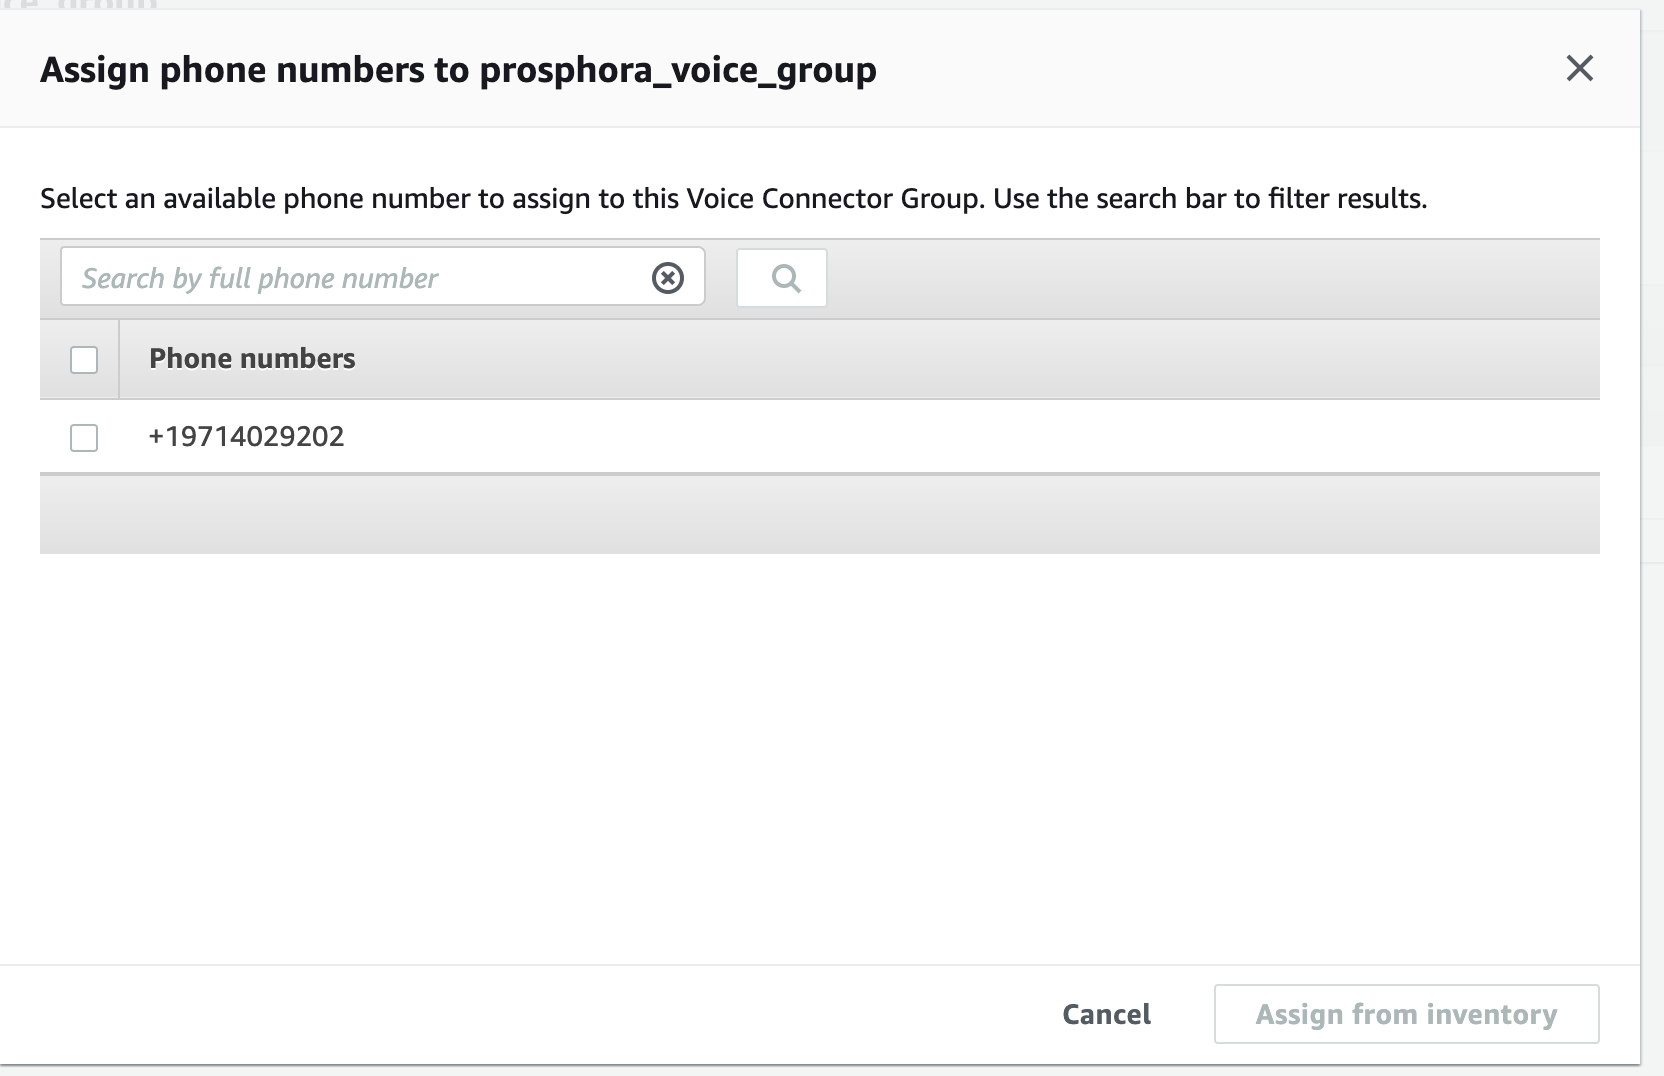 Assign phone numbers to prosphora_voice_group
Select an available phone number to assign to this Voice Connector Group. Use the search bar to filter results.
Search by full phone number
Phone numbers
+19714029202
Cancel
Assign from inventory